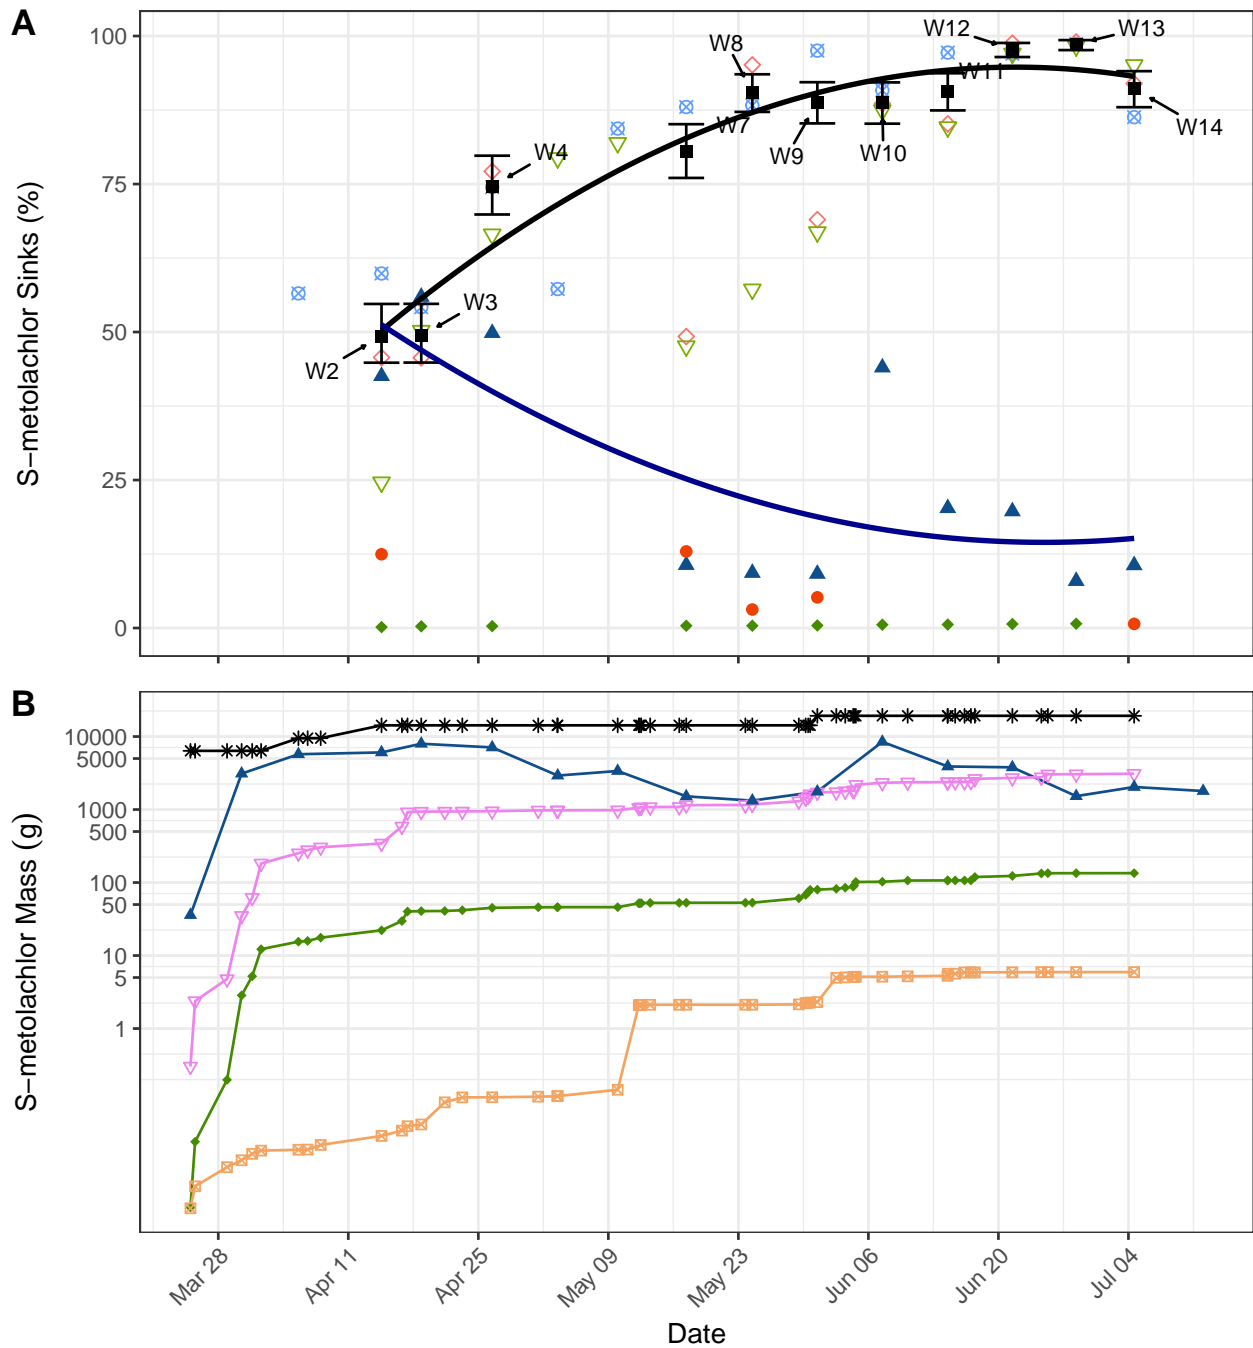 A
S−metolachlor Sinks (%)
100
75
50
25
0
W2
W3
W4
W7
W8
W9
W10
W11
W12
W13
W14
B
S−metolachlor Mass (g)
10000
5000
1000
500
100
50
10
5
1
Mar 28
Apr 11
Apr 25
May 09
May 23
Jun 06
Jun 20
Jul 04
Date